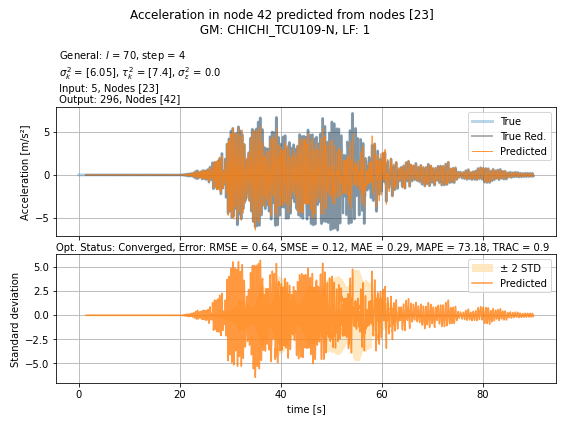 Acceleration in node 42 predicted from nodes [23]
GM: CHICHI_TCU109-N, LF: 1
General: l = 70, step = 4
σ²ₖ = [6.05], τ²ₖ = [7.4], σ²ε = 0.0
Input: 5, Nodes [23]
Output: 296, Nodes [42]
Acceleration [m/s²]
5
0
−5
True
True Red.
Predicted
Opt. Status: Converged, Error: RMSE = 0.64, SMSE = 0.12, MAE = 0.29, MAPE = 73.18, TRAC = 0.9
Standard deviation
5.0
2.5
0.0
−2.5
−5.0
± 2 STD
Predicted
0 20 40 60 80
time [s]